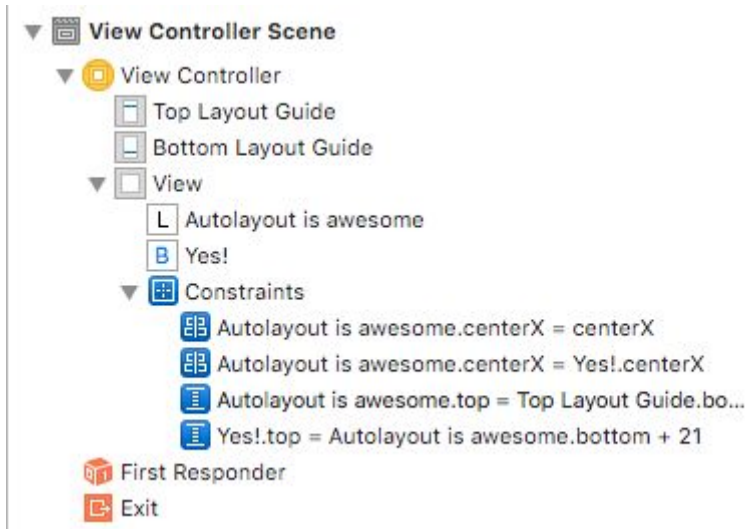 View Controller Scene
View Controller
Top Layout Guide
Bottom Layout Guide
View
L Autolayout is awesome
B Yes!
Constraints
Autolayout is awesome.centerX = centerX
Autolayout is awesome.centerX = Yes!.centerX
Autolayout is awesome.top = Top Layout Guide.bo...
Yes!.top = Autolayout is awesome.bottom + 21
First Responder
Exit